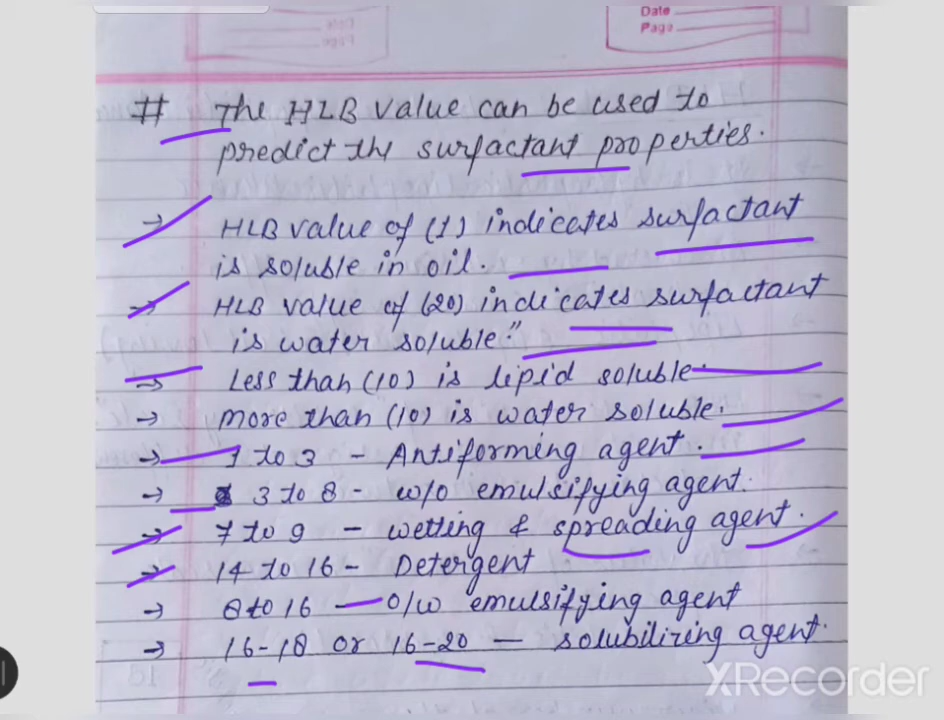 Date
Page
# The HLB value can be used to
predict the surfactant properties.
→ HLB value of (1) indicates surfactant
is soluble in oil.
→ HLB value of (20) indicates surfactant
is water soluble."
→ Less than (10) is lipid soluble.
→ more than (10) is water soluble.
→ 1 to 3 - Antiforming agent.
→ 3 to 8 - w/o emulsifying agent.
→ 7 to 9 - wetting & spreading agent.
→ 14 to 16 - Detergent
→ 8 to 16 - o/w emulsifying agent
→ 16-18 or 16-20 - solubilizing agent.
XRecorder